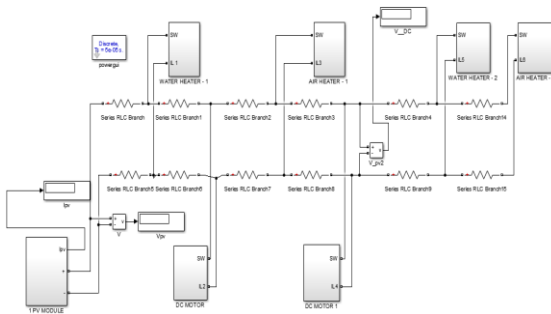 Discrete,
= 5e-05 s.
powergui
SW
IL 1
WATER HEATER - 1
SW
IL3
AIR HEATER - 1
V__DC
SW
IL5
WATER HEATER - 2
SW
IL6
AIR HEATER -
Series RLC Branch
Series RLC Branch1
Series RLC Branch2
Series RLC Branch3
Series RLC Branch4
Series RLC Branch14
V_pv2
Series RLC Branch5
Series RLC Branch6
Series RLC Branch7
Series RLC Branch8
Series RLC Branch9
Series RLC Branch15
Ipv
V
Vpv
Ipv
+
-
1 PV MODULE
SW
IL2
DC MOTOR
SW
IL4
DC MOTOR 1